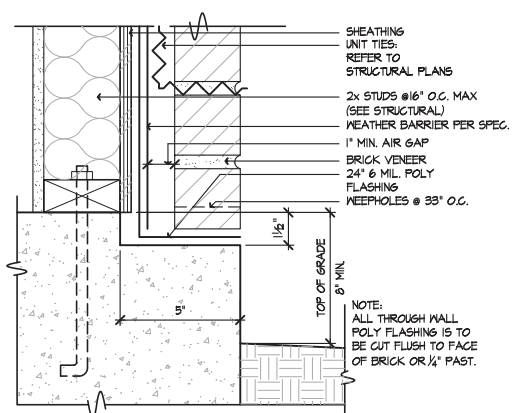 SHEATHING
UNIT TIES:
REFER TO
STRUCTURAL PLANS
2x STUDS @16" O.C. MAX
(SEE STRUCTURAL)
WEATHER BARRIER PER SPEC.
1" MIN. AIR GAP
BRICK VENEER
24" 6 MIL. POLY
FLASHING
WEEPHOLES @ 33" O.C.
1½"
TOP OF GRADE
8" MIN.
5"
NOTE:
ALL THROUGH WALL
POLY FLASHING IS TO
BE CUT FLUSH TO FACE
OF BRICK OR ¼" PAST.